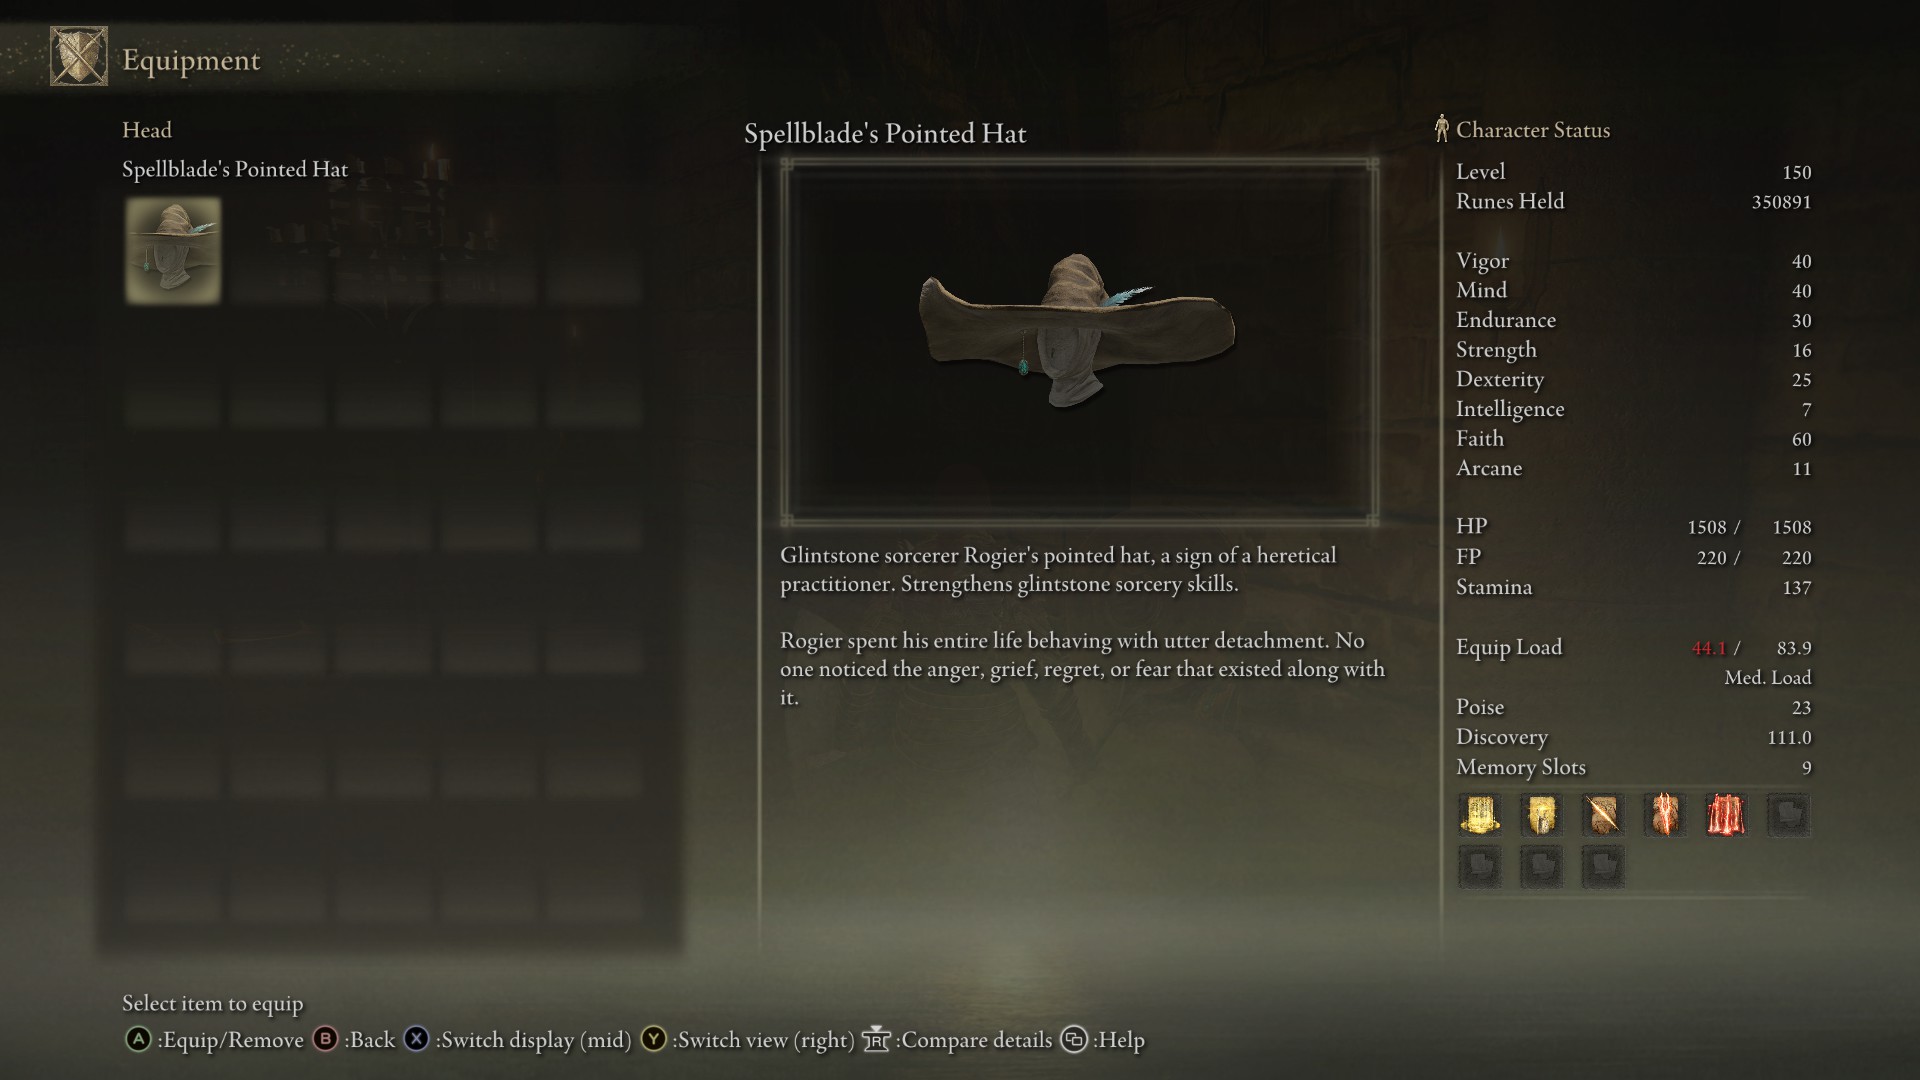 Equipment
Head
Spellblade's Pointed Hat
Spellblade's Pointed Hat
Glintstone sorcerer Rogier's pointed hat, a sign of a heretical
practitioner. Strengthens glintstone sorcery skills.
Rogier spent his entire life behaving with utter detachment. No
one noticed the anger, grief, regret, or fear that existed along with
it.
Character Status
Level 150
Runes Held 350891
Vigor 40
Mind 40
Endurance 30
Strength 16
Dexterity 25
Intelligence 7
Faith 60
Arcane 11
HP 1508 / 1508
FP 220 / 220
Stamina 137
Equip Load 44.1 / 83.9
Med. Load
Poise 23
Discovery 111.0
Memory Slots 9
Select item to equip
A :Equip/Remove B :Back X :Switch display (mid) Y :Switch view (right) R :Compare details :Help